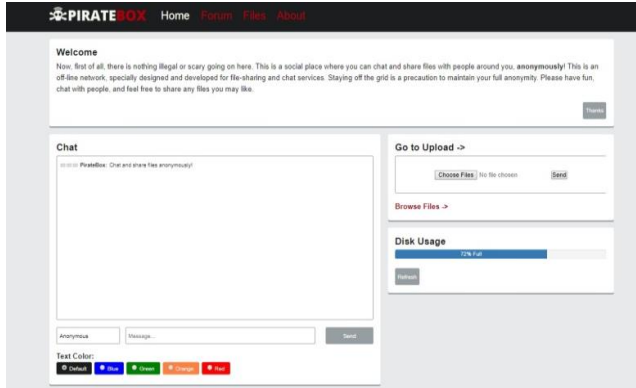 PIRATEBOX Home Forum Files About
Welcome
Now, first of all, there is nothing illegal or scary going on here. This is a social place where you can chat and share files with people around you, anonymously! This is an
off-line network, specially designed and developed for file-sharing and chat services. Staying off the
grid is a precaution to maintain your full anonymity. Please have fun,
chat with people, and feel free to share any files you may like.
Thanks
Chat
00:00:00 PirateBox: Chat and share files anonymously!
Anonymous Message... Send
Text Color:
Default Blue Green Orange Red
Go to Upload ->
Choose Files No file chosen Send
Browse Files ->
Disk Usage
72% Full
Refresh